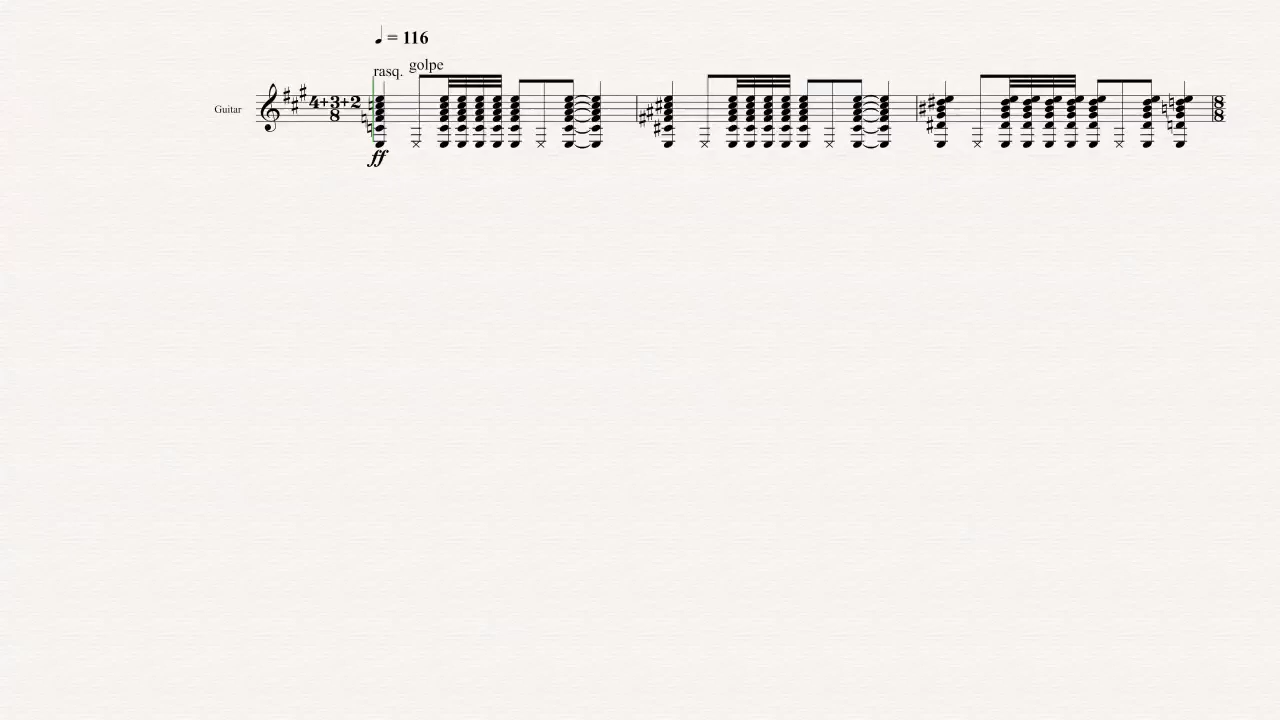 ♩ = 116
rasq. golpe
Guitar 4+3+2 8 8 8
ff